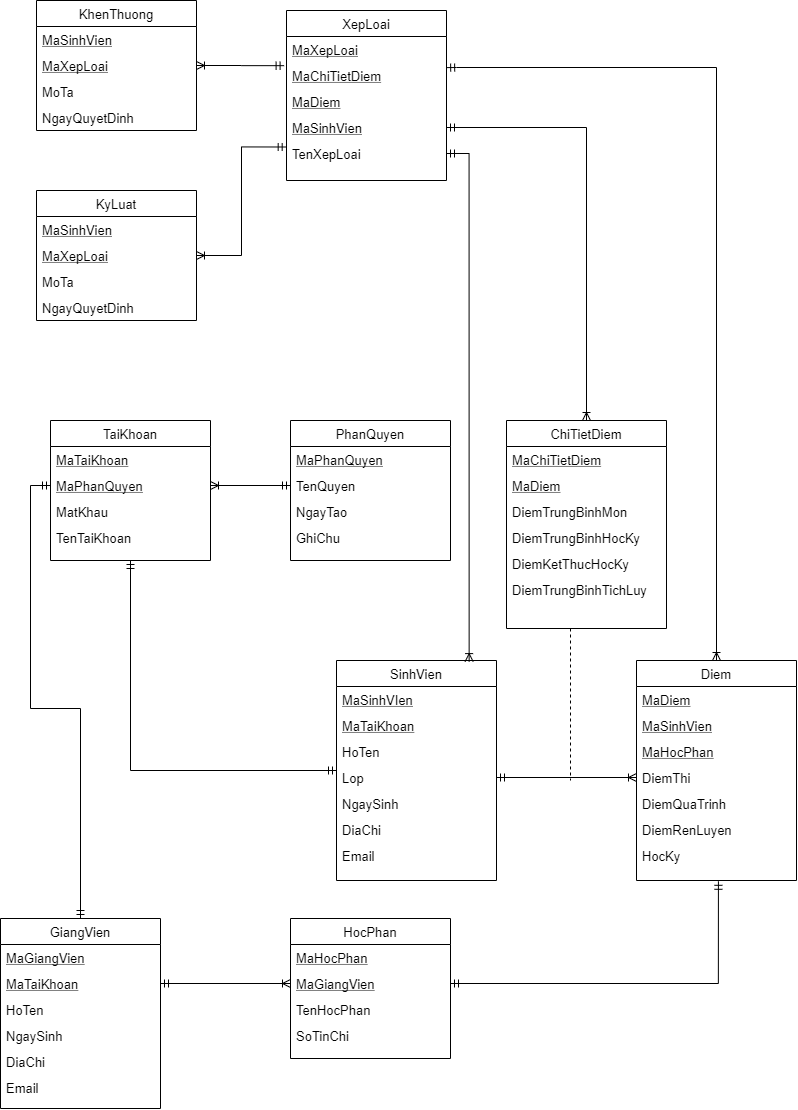 KhenThuong
MaSinhVien
MaXepLoai
MoTa
NgayQuyetDinh
XepLoai
MaXepLoai
MaChiTietDiem
MaDiem
MaSinhVien
TenXepLoai
KyLuat
MaSinhVien
MaXepLoai
MoTa
NgayQuyetDinh
TaiKhoan
MaTaiKhoan
MaPhanQuyen
MatKhau
TenTaiKhoan
PhanQuyen
MaPhanQuyen
TenQuyen
NgayTao
GhiChu
ChiTietDiem
MaChiTietDiem
MaDiem
DiemTrungBinhMon
DiemTrungBinhHocKy
DiemKetThucHocKy
DiemTrungBinhTichLuy
SinhVien
MaSinhVIen
MaTaiKhoan
HoTen
Lop
NgaySinh
DiaChi
Email
Diem
MaDiem
MaSinhVien
MaHocPhan
DiemThi
DiemQuaTrinh
DiemRenLuyen
HocKy
GiangVien
MaGiangVien
MaTaiKhoan
HoTen
NgaySinh
DiaChi
Email
HocPhan
MaHocPhan
MaGiangVien
TenHocPhan
SoTinChi